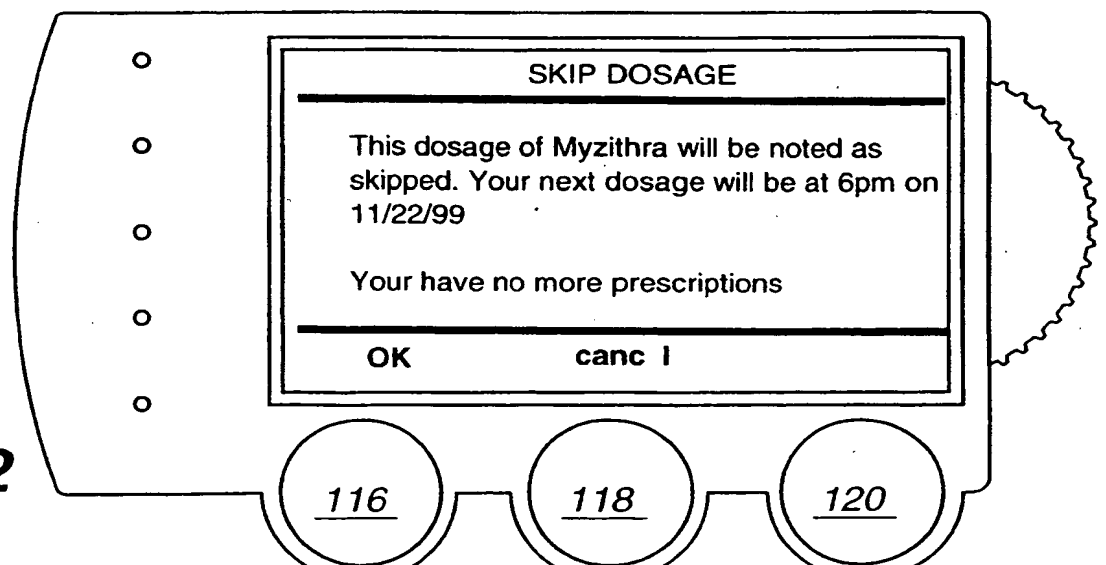 SKIP DOSAGE
This dosage of Myzithra will be noted as
skipped. Your next dosage will be at 6pm on
11/22/99
Your have no more prescriptions
OK canc l
2
116 118 120